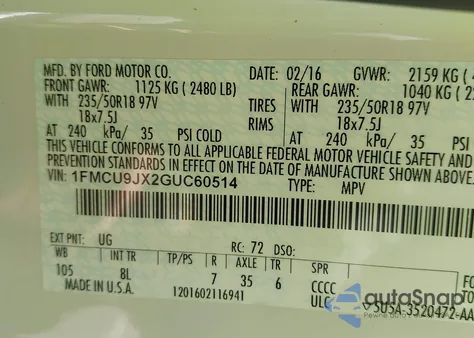 MFD. BY FORD MOTOR CO.
DATE: 02/16 GVWR: 2159 KG
FRONT GAWR: 1125 KG (2480 LB)
REAR GAWR: 1040 KG
WITH 235/50R18 97V TIRES WITH 235/50R18 97V
18x7.5J RIMS 18x7.5J
AT 240 kPa/ 35 PSI COLD AT 240 kPa/ 35 PSI
THIS VEHICLE CONFORMS TO ALL APPLICABLE FEDERAL MOTOR VEHICLE SAFETY AND
PREVENTION STANDARDS IN EFFECT ON THE DATE OF MANUFACTURE SHOWN ABOVE.
VIN: 1FMCU9JX2GUC60514 TYPE: MPV
EXT PNT: UG RC: 72 DSO:
WB INT TR TP/PS R AXLE TR SPR
105 8L 7 35 6 CCCC
MADE IN U.S.A. 1201602116941 ULC
5USA-3520472-AA
autoSnap